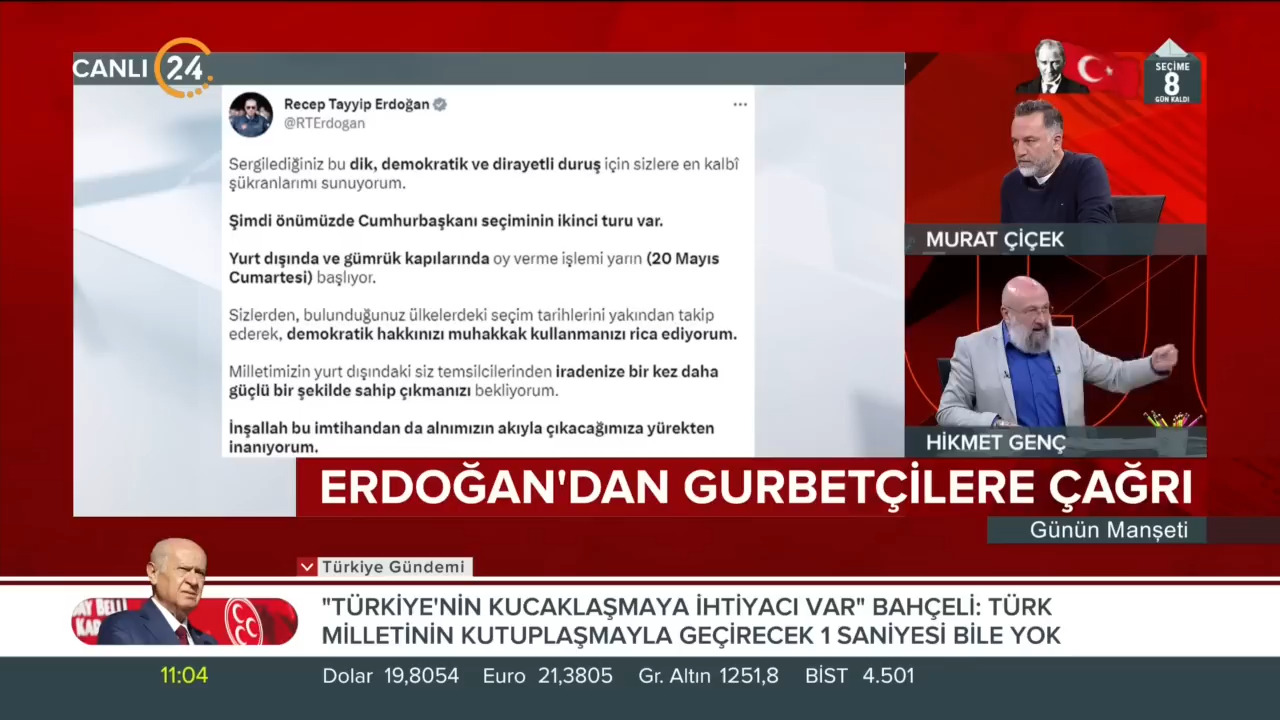 CANLI 24
Recep Tayyip Erdoğan
@RTErdogan
Sergilediğiniz bu dik, demokratik ve dirayetli duruş için sizlere en kalbî
şükranlarımı sunuyorum.
Şimdi önümüzde Cumhurbaşkanı seçiminin ikinci turu var.
Yurt dışında ve gümrük kapılarında oy verme işlemi yarın (20 Mayıs
Cumartesi) başlıyor.
Sizlerden, bulunduğunuz ülkelerdeki seçim tarihlerini yakından takip
ederek, demokratik hakkınızı muhakkak kullanmanızı rica ediyorum.
Milletimizin yurt dışındaki siz temsilcilerinden iradenize bir kez daha
güçlü bir şekilde sahip çıkmanızı bekliyorum.
İnşallah bu imtihandan da alnımızın akıyla çıkacağımıza yürekten
inanıyorum.
SEÇİME
8
GÜN KALDI
MURAT ÇİÇEK
HİKMET GENÇ
ERDOĞAN'DAN GURBETÇİLERE ÇAĞRI
Günün Manşeti
Türkiye Gündemi
"TÜRKİYE'NİN KUCAKLAŞMAYA İHTİYACI VAR" BAHÇELİ: TÜRK
MİLLETİNİN KUTUPLAŞMAYLA GEÇİRECEK 1 SANİYESİ BİLE YOK
11:04
Dolar 19,8054 Euro 21,3805 Gr. Altın 1251,8 BİST 4.501